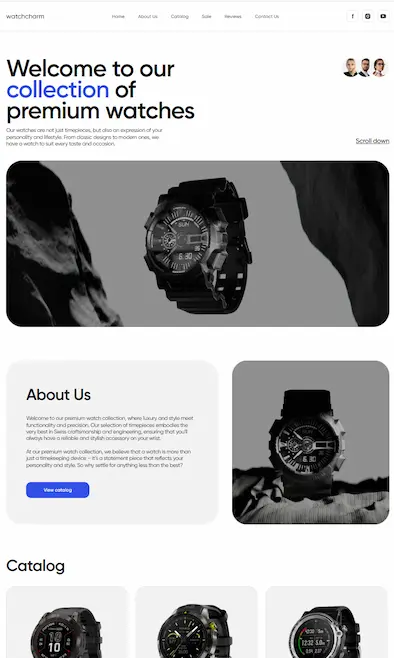 watchcharm
Home About Us Catalog Sale Reviews Contact Us
Welcome to our
collection of
premium watches
Our watches are not just timepieces, but also an expression of your
personality and lifestyle. From classic designs to modern ones, we
have a watch to suit every taste and occasion.
Scroll down
About Us
Welcome to our premium watch collection, where luxury and style meet
functionality and precision. Our selection of timepieces embodies the
very best in Swiss craftsmanship and engineering, ensuring that you'll
always have a reliable and stylish accessory on your wrist.
At our premium watch collection, we believe that a watch is more than
just a timekeeping device – it's a statement piece that reflects your
personality and style. So why settle for anything less than the best?
View catalog
Catalog